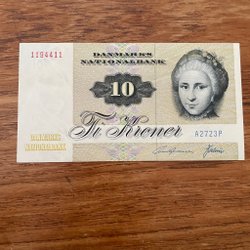 1194411
DANMARKS
NATIONALBANK
10
Ti Kroner
DANMARKS
NATIONALBANK
A2723P